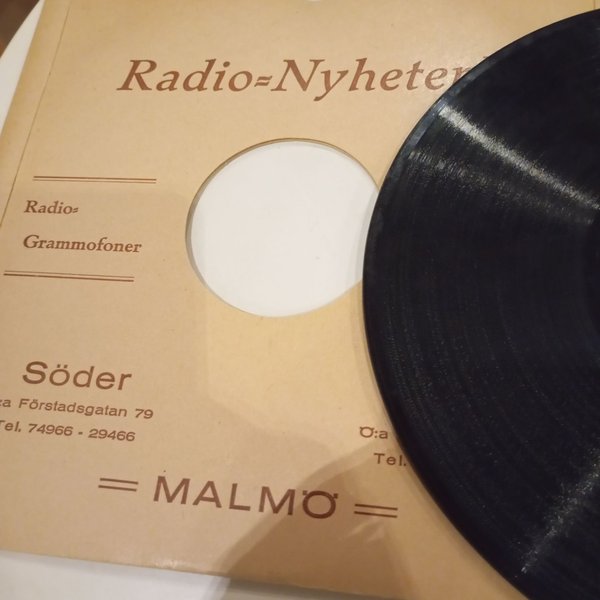 Radio=Nyheter
Radio=
Grammofoner
Söder
:a Förstadsgatan 79
Tel. 74966 - 29466
Ö:a
Tel.
= MALMÖ =